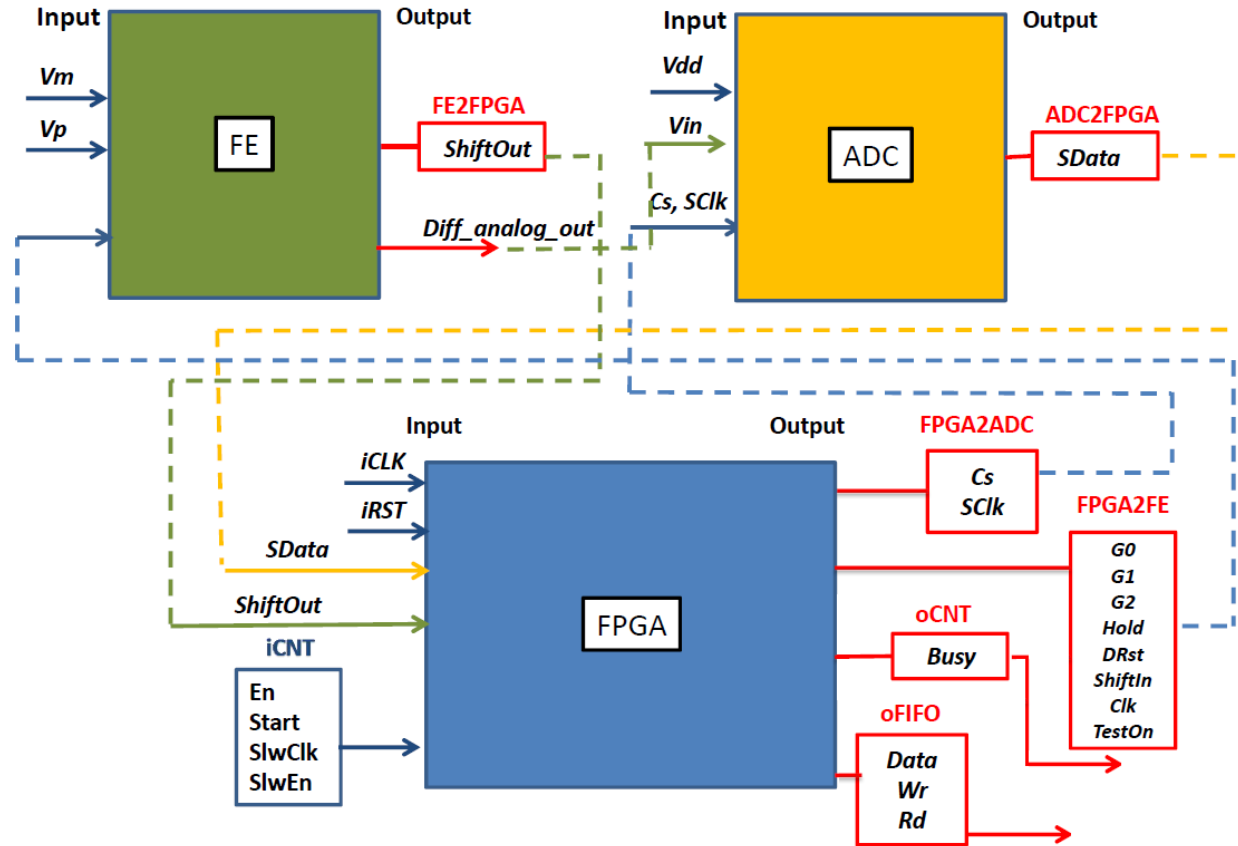 Input
Output
Input
Output
Vm
Vdd
FE2FPGA
ADC2FPGA
Vp
FE
ShiftOut
Vin
ADC
SData
Cs, SClk
Diff_analog_out
Input
Output
FPGA2ADC
iCLK
Cs
SClk
iRST
FPGA2FE
SData
G0
G1
G2
Hold
DRst
ShiftIn
Clk
TestOn
ShiftOut
FPGA
oCNT
Busy
iCNT
En
Start
SlwClk
SlwEn
oFIFO
Data
Wr
Rd